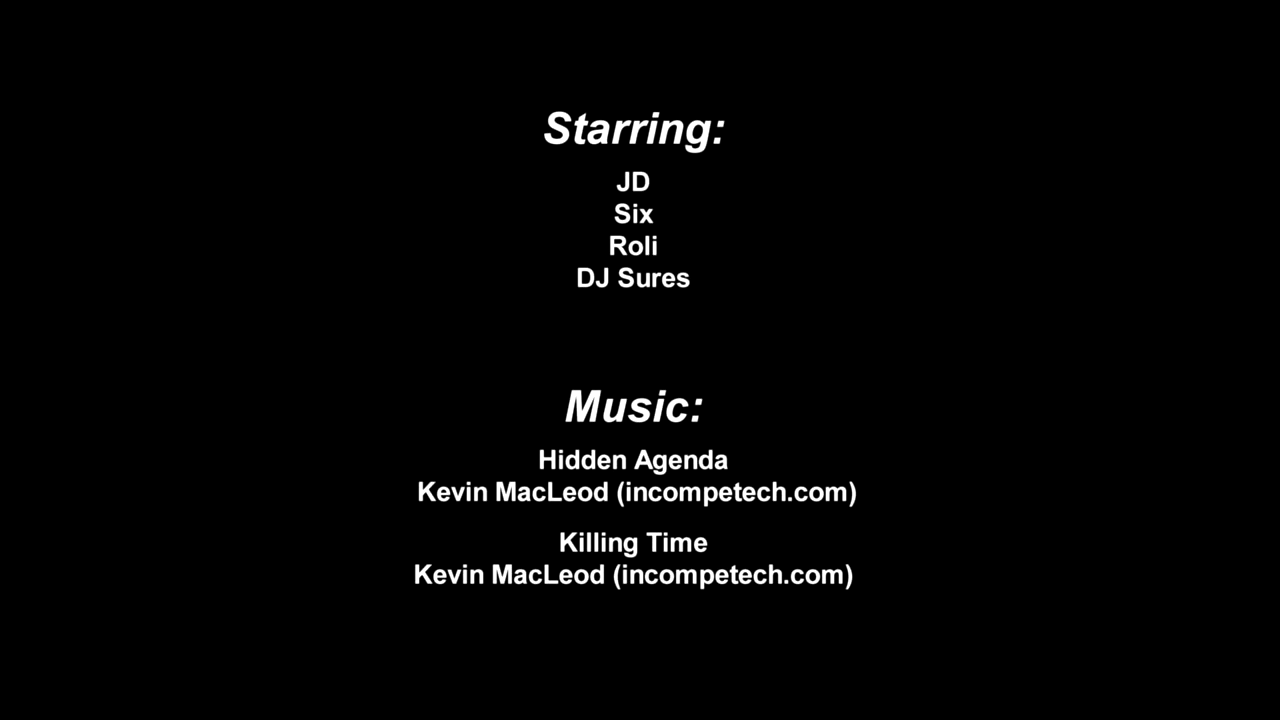 Starring:
JD
Six
Roli
DJ Sures
Music:
Hidden Agenda
Kevin MacLeod (incompetech.com)
Killing Time
Kevin MacLeod (incompetech.com)